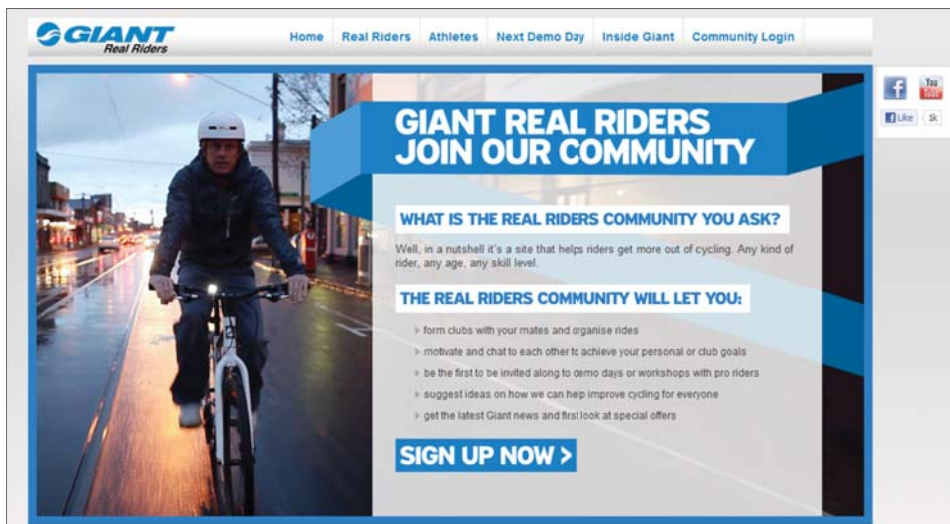 GIANT
Real Riders
Home Real Riders Athletes Next Demo Day Inside Giant Community Login
You
Tube
Like 1k
GIANT REAL RIDERS
JOIN OUR COMMUNITY
WHAT IS THE REAL RIDERS COMMUNITY YOU ASK?
Well, in a nutshell it's a site that helps riders get more out of cycling. Any kind of
rider, any age, any skill level.
THE REAL RIDERS COMMUNITY WILL LET YOU:
form clubs with your mates and organise rides
motivate and chat to each other to achieve your personal or club goals
be the first to be invited along to demo days or workshops with pro riders
suggest ideas on how we can help improve cycling for everyone
get the latest Giant news and first look at special offers
SIGN UP NOW >